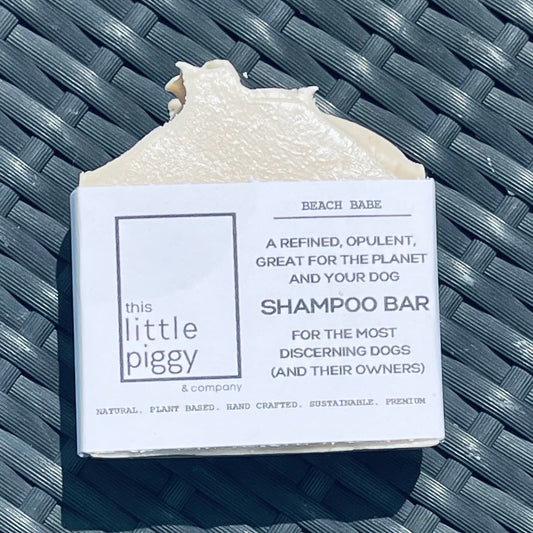 BEACH BABE
A REFINED, OPULENT,
GREAT FOR THE PLANET
AND YOUR DOG
SHAMPOO BAR
FOR THE MOST
DISCERNING DOGS
(AND THEIR OWNERS)
this
little
piggy
& company
NATURAL. PLANT BASED. HAND CRAFTED. SUSTAINABLE. PREMIUM